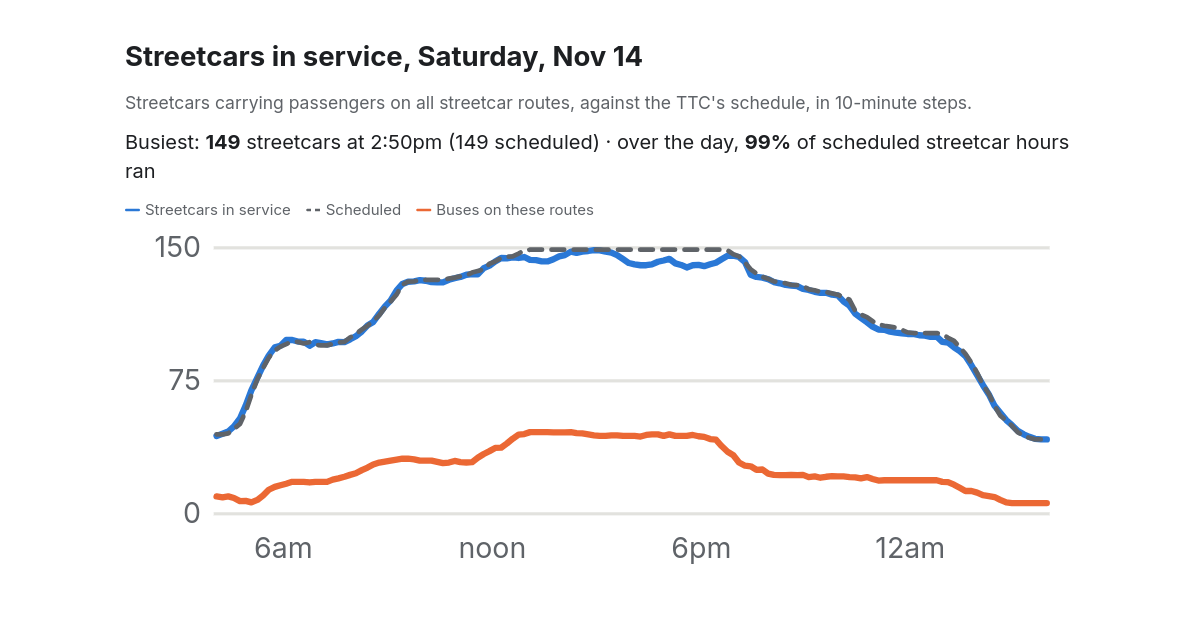 Streetcars in service, Saturday, Nov 14
Streetcars carrying passengers on all streetcar routes, against the TTC's schedule, in 10-minute steps.
Busiest: 149 streetcars at 2:50pm (149 scheduled) · over the day, 99% of scheduled streetcar hours
ran
Streetcars in service Scheduled Buses on these routes
150
75
0
6am noon 6pm 12am